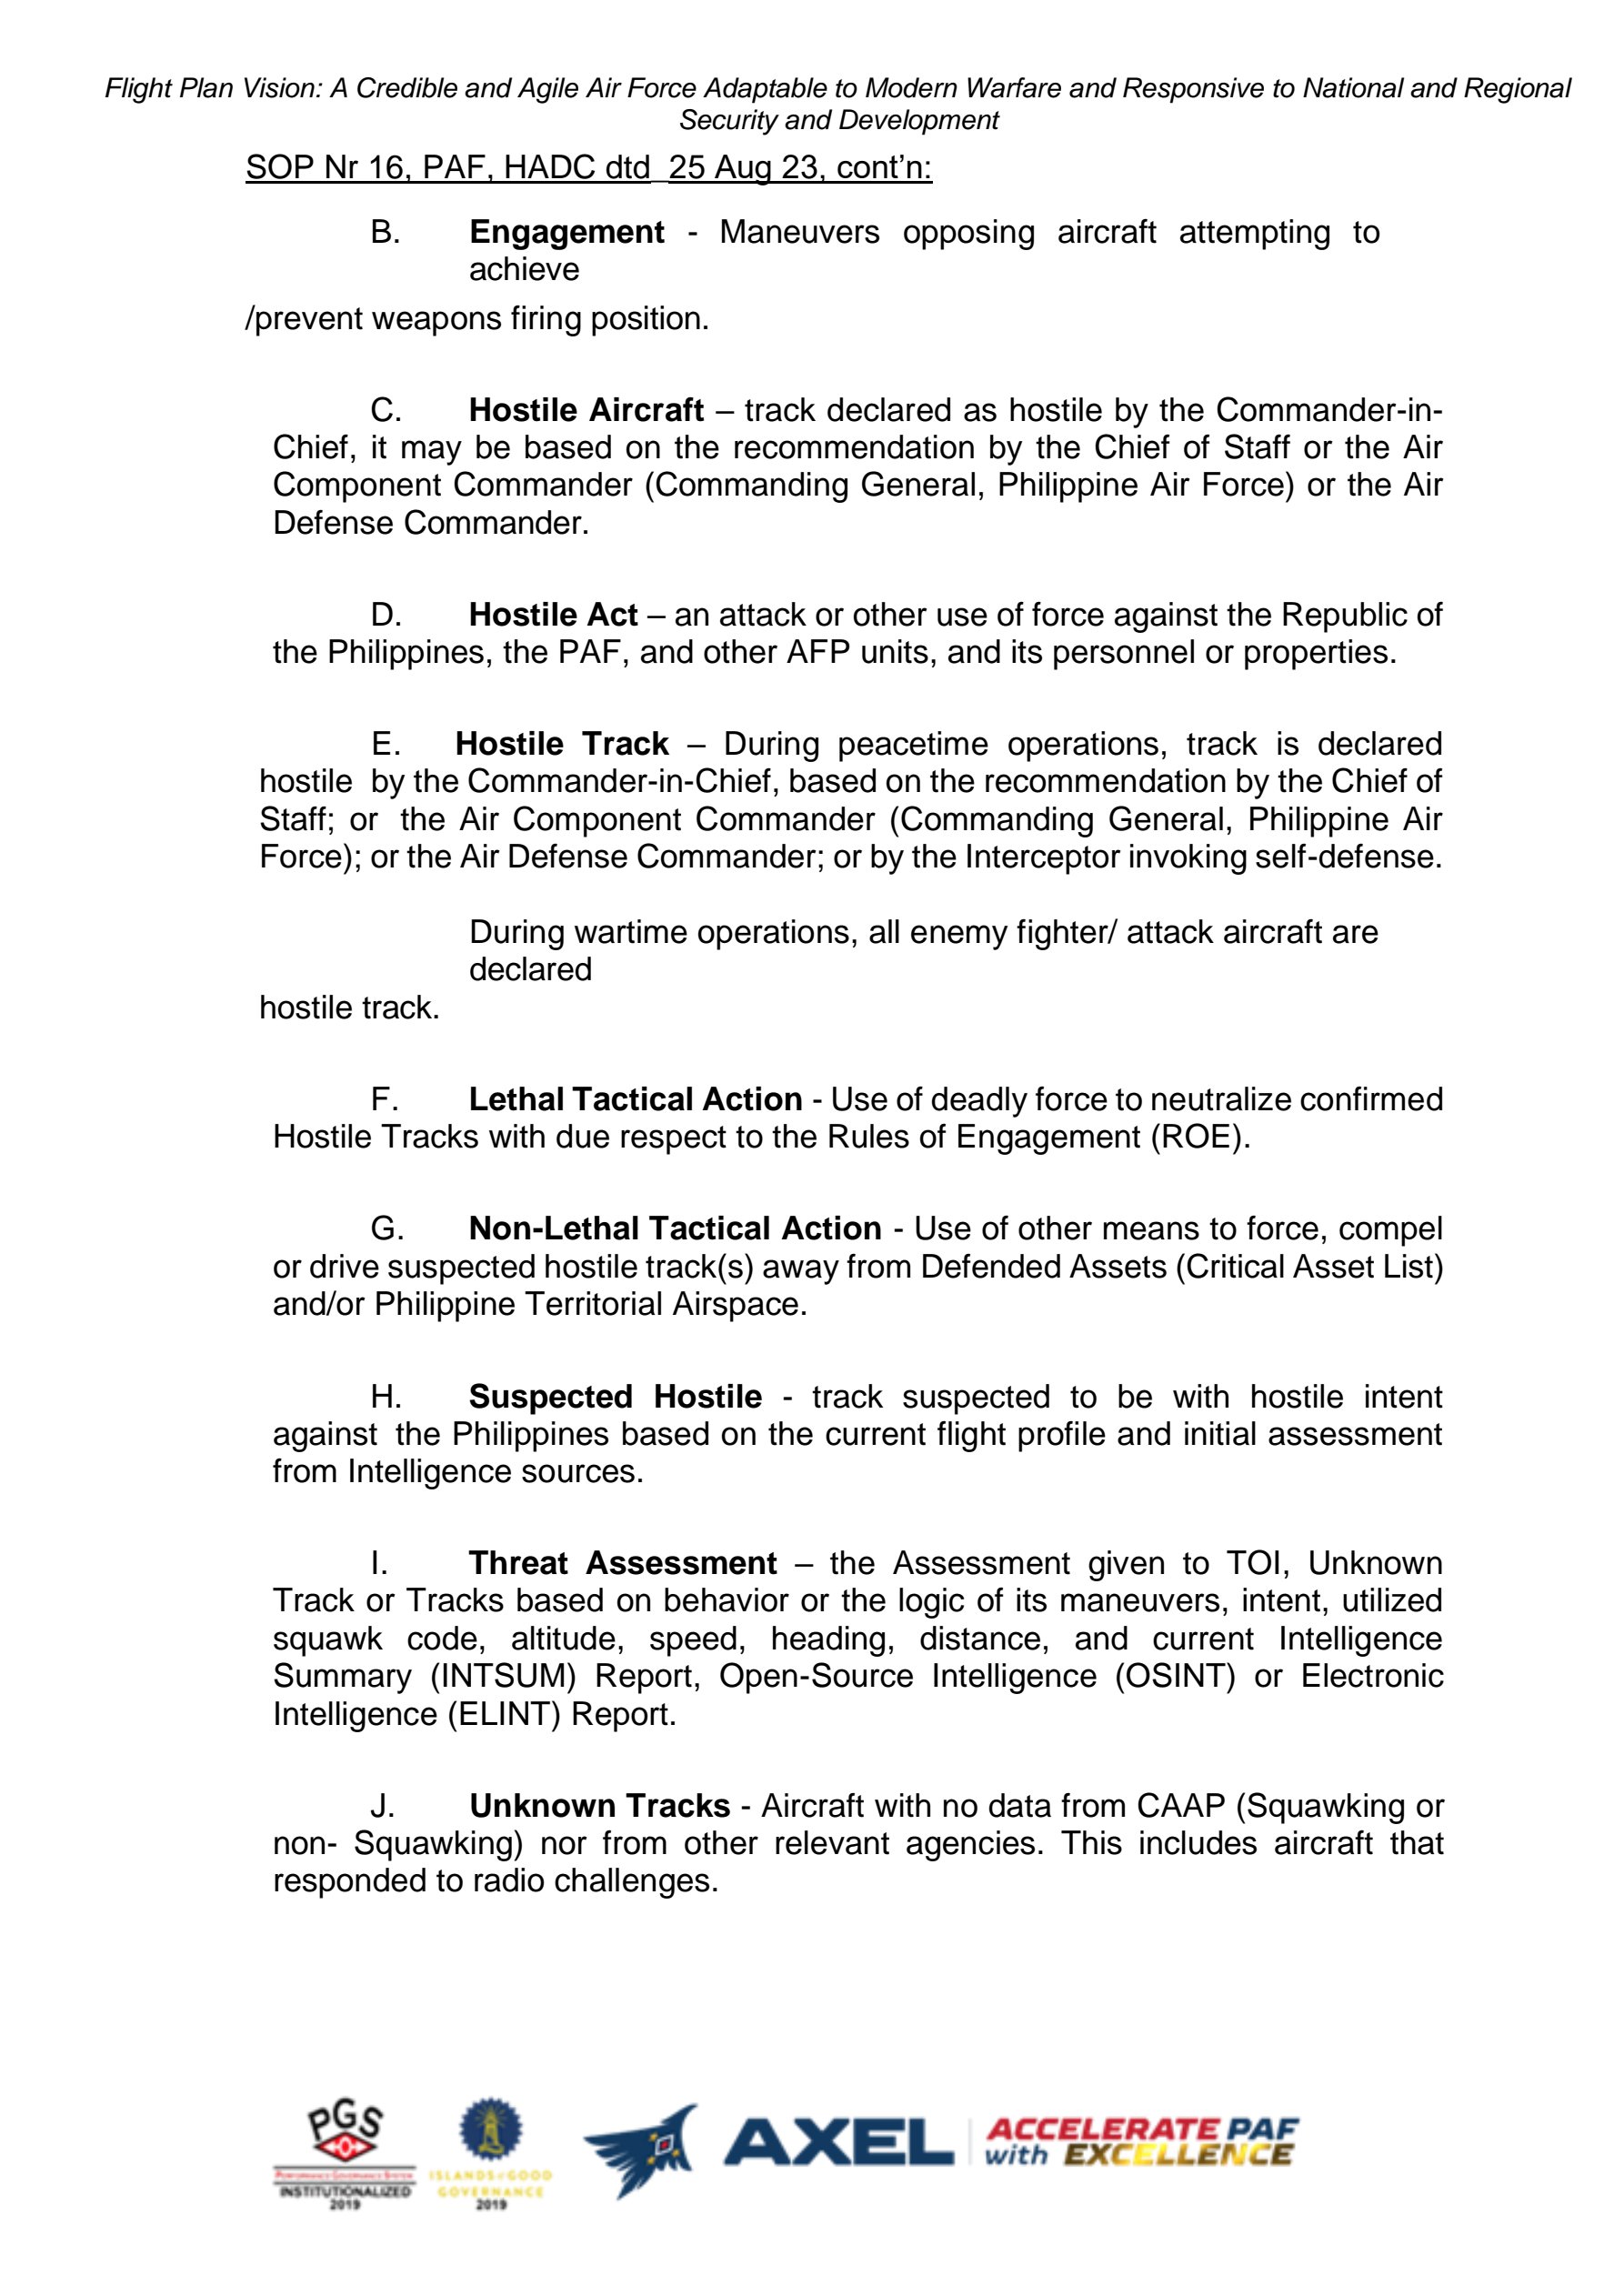 Flight Plan Vision: A Credible and Agile Air Force Adaptable to Modern Warfare and Responsive to National and Regional
Security and Development
SOP Nr 16, PAF, HADC dtd_25 Aug 23, cont’n:
B. Engagement - Maneuvers opposing aircraft attempting to
achieve
/prevent weapons firing position.
C. Hostile Aircraft – track declared as hostile by the Commander-in-
Chief, it may be based on the recommendation by the Chief of Staff or the Air
Component Commander (Commanding General, Philippine Air Force) or the Air
Defense Commander.
D. Hostile Act – an attack or other use of force against the Republic of
the Philippines, the PAF, and other AFP units, and its personnel or properties.
E. Hostile Track – During peacetime operations, track is declared
hostile by the Commander-in-Chief, based on the recommendation by the Chief of
Staff; or the Air Component Commander (Commanding General, Philippine Air
Force); or the Air Defense Commander; or by the Interceptor invoking self-defense.
During wartime operations, all enemy fighter/ attack aircraft are
declared
hostile track.
F. Lethal Tactical Action - Use of deadly force to neutralize confirmed
Hostile Tracks with due respect to the Rules of Engagement (ROE).
G. Non-Lethal Tactical Action - Use of other means to force, compel
or drive suspected hostile track(s) away from Defended Assets (Critical Asset List)
and/or Philippine Territorial Airspace.
H. Suspected Hostile - track suspected to be with hostile intent
against the Philippines based on the current flight profile and initial assessment
from Intelligence sources.
I. Threat Assessment – the Assessment given to TOI, Unknown
Track or Tracks based on behavior or the logic of its maneuvers, intent, utilized
squawk code, altitude, speed, heading, distance, and current Intelligence
Summary (INTSUM) Report, Open-Source Intelligence (OSINT) or Electronic
Intelligence (ELINT) Report.
J. Unknown Tracks - Aircraft with no data from CAAP (Squawking or
non- Squawking) nor from other relevant agencies. This includes aircraft that
responded to radio challenges.
PGS
PERFORMANCE GOVERNANCE SYSTEM
INSTITUTIONALIZED
2019
ISLANDS of GOOD
GOVERNANCE
2019
AXEL
ACCELERATE PAF
with EXCELLENCE